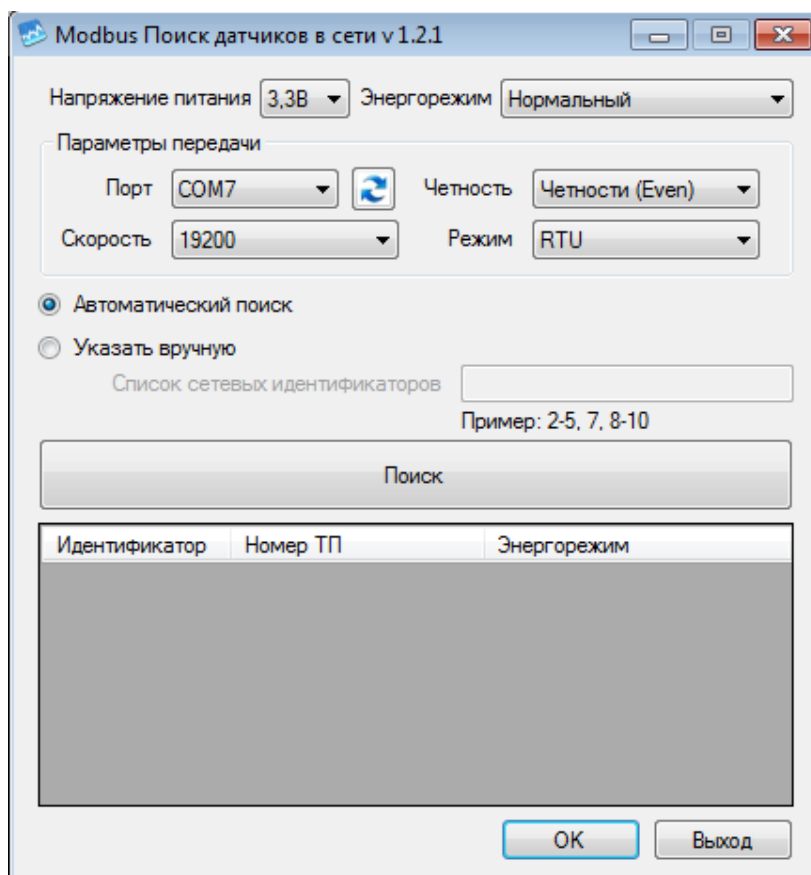 Modbus Поиск датчиков в сети v 1.2.1
Напряжение питания 3,3В Энергорежим Нормальный
Параметры передачи
Порт COM7 Четность Четности (Even)
Скорость 19200 Режим RTU
Автоматический поиск
Указать вручную
Список сетевых идентификаторов
Пример: 2-5, 7, 8-10
Поиск
Идентификатор Номер ТП Энергорежим
OK Выход